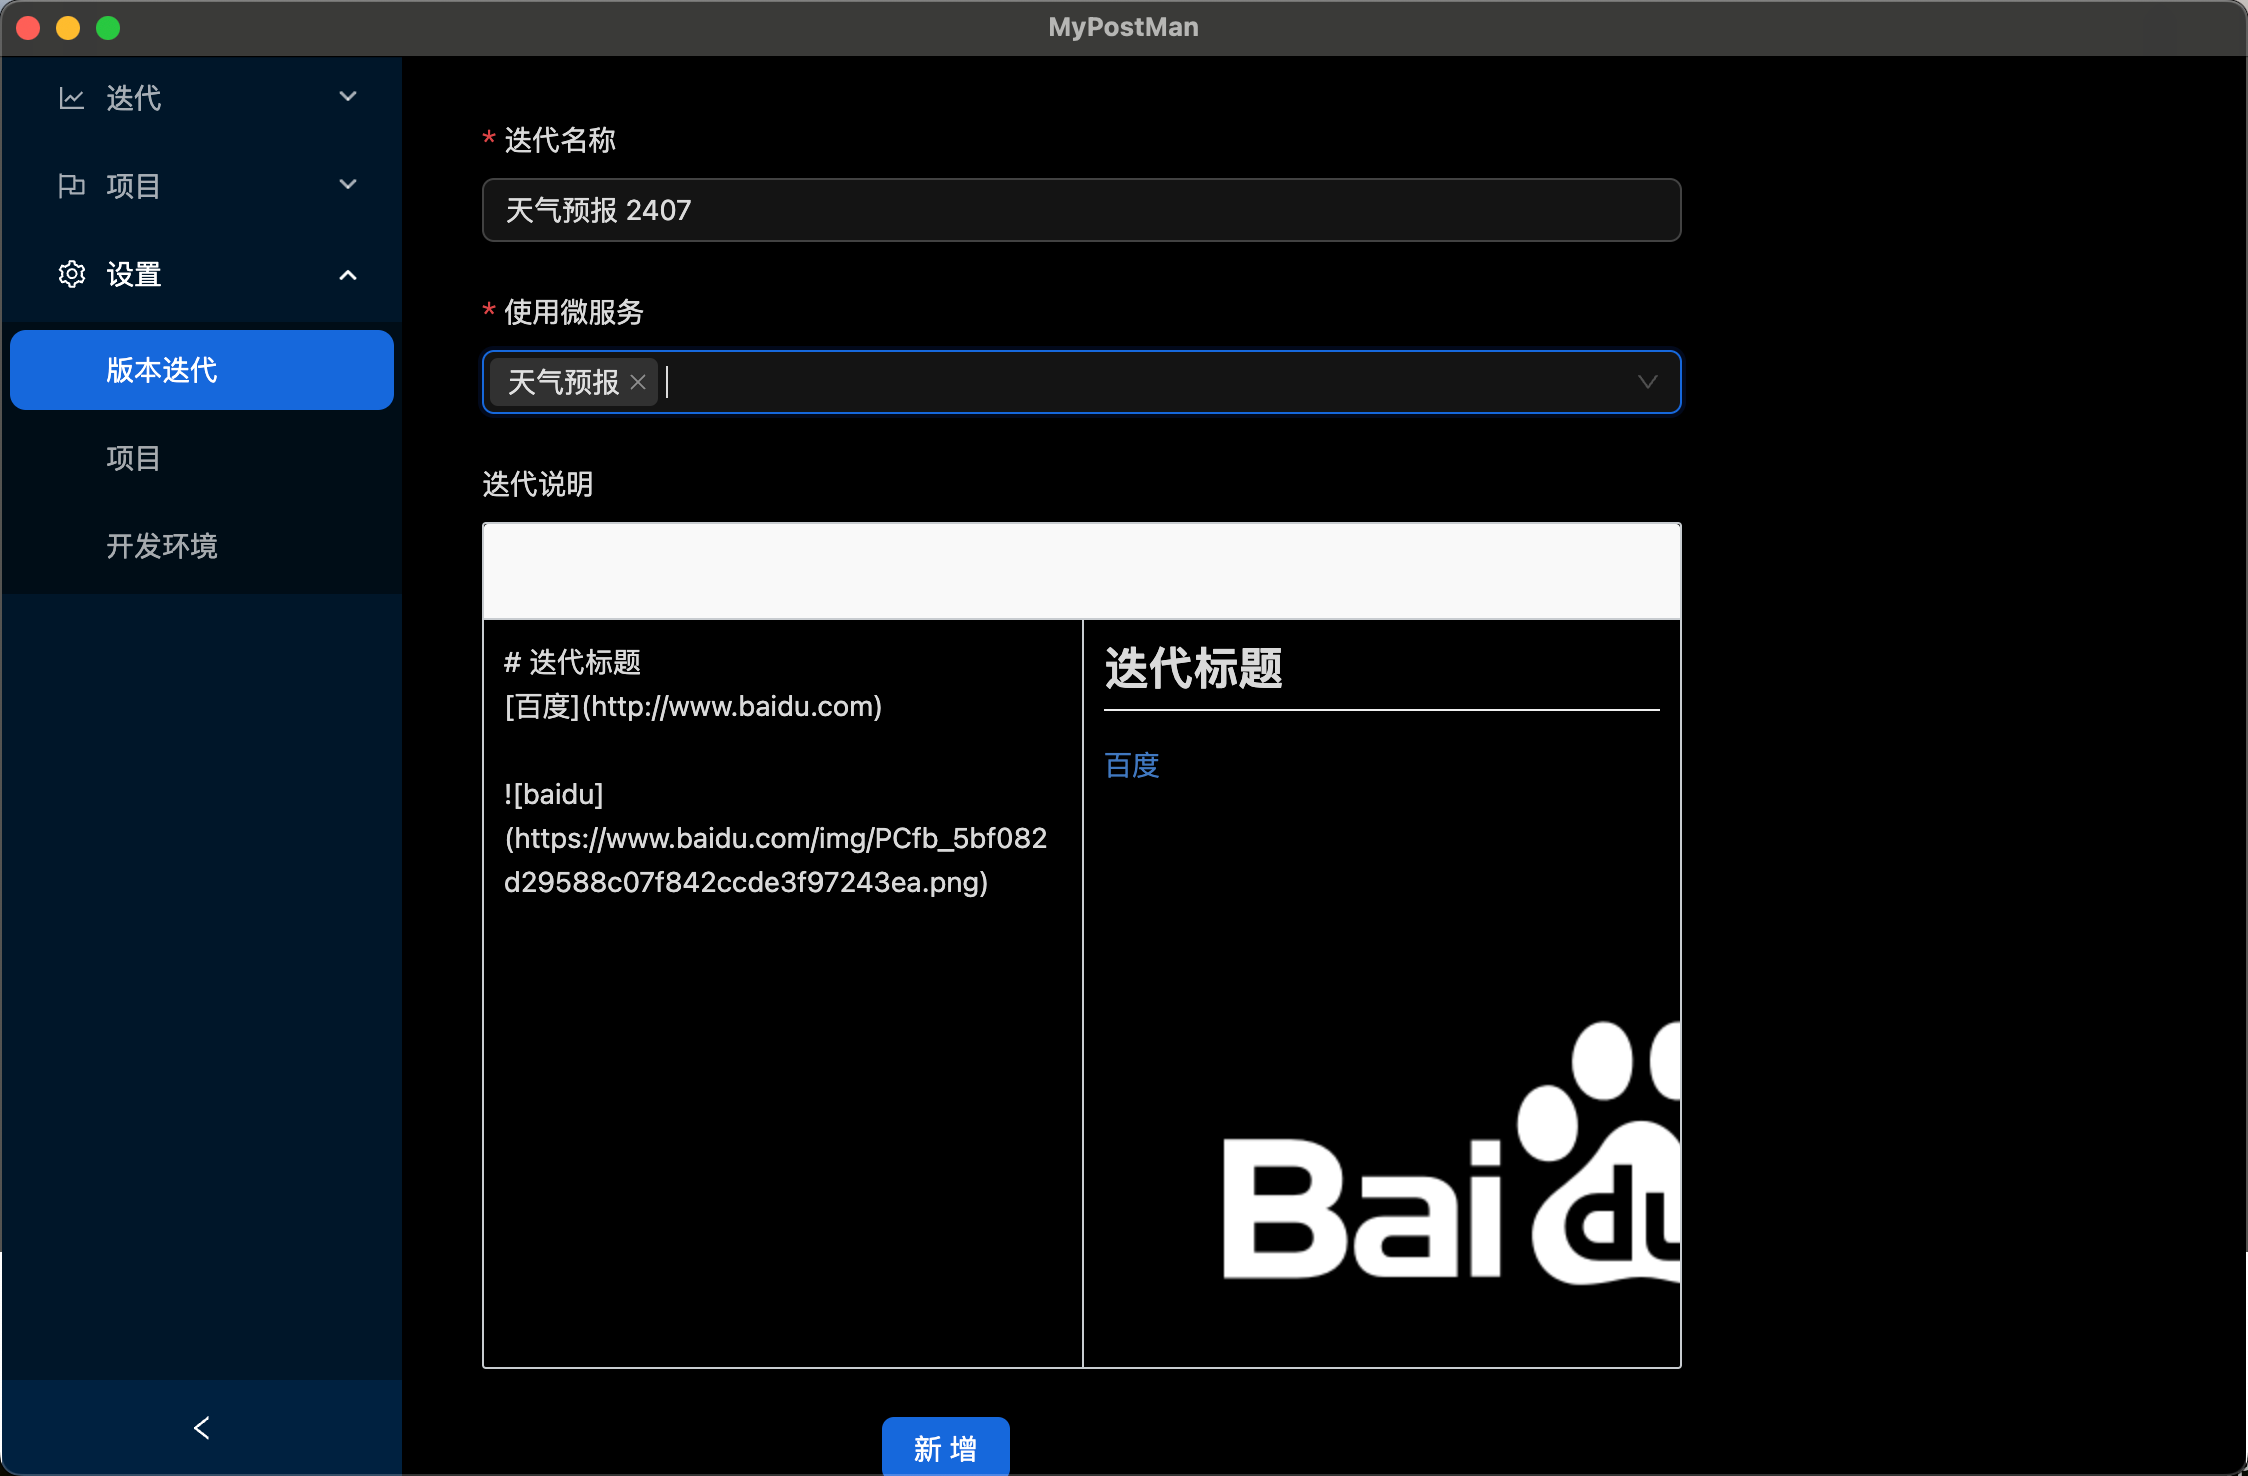 MyPostMan
迭代
项目
设置
版本迭代
项目
开发环境
* 迭代名称
天气预报 2407
* 使用微服务
天气预报
迭代说明
# 迭代标题
[百度](http://www.baidu.com)
![baidu]
(https://www.baidu.com/img/PCfb_5bf082
d29588c07f842ccde3f97243ea.png)
迭代标题
百度
Bai du
新 增